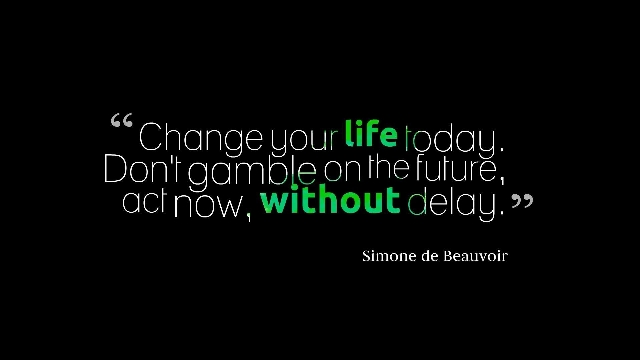 “Change your life today.
Don't gamble on the future,
act now, without delay.”
Simone de Beauvoir